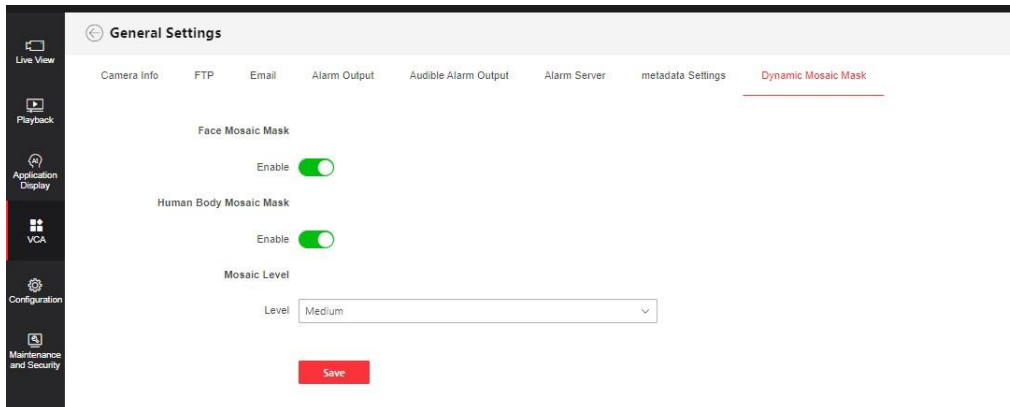 General Settings
Live View
Camera Info FTP Email Alarm Output Audible Alarm Output Alarm Server metadata Settings Dynamic Mosaic Mask
Playback
Face Mosaic Mask
Enable
AI
Application
Display
Human Body Mosaic Mask
VCA
Enable
Mosaic Level
Configuration
Level Medium
Maintenance
and Security
Save